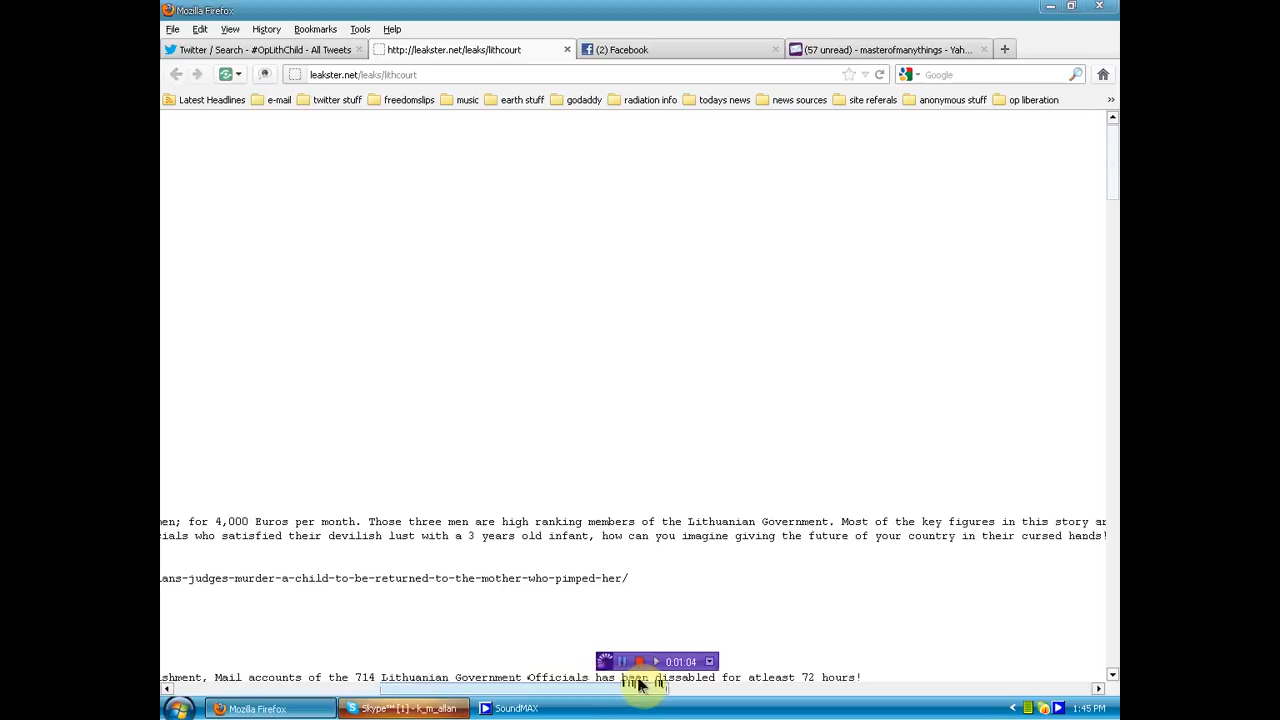 Mozilla Firefox
File Edit View History Bookmarks Tools Help
Twitter / Search - #OpLithChild - All Tweets
http://leakster.net/leaks/lithcourt
(2) Facebook
(57 unread) - masterofmanythings - Yah...
leakster.net/leaks/lithcourt
Google
Latest Headlines e-mail twitter stuff freedomslips music earth stuff godaddy radiation info todays news news sources site referals anonymous stuff op liberation
en; for 4,000 Euros per month. Those three men are high ranking members of the Lithuanian Government. Most of the key figures in this story
cials who satisfied their devilish lust with a 3 years old infant, how can you imagine giving the future of your country in their cursed hands!
ans-judges-murder-a-child-to-be-returned-to-the-mother-who-pimped-her/
0:01:04
shment, Mail accounts of the 714 Lithuanian Government Officials has been dissabled for atleast 72 hours!
Mozilla Firefox
Skype™ [1] - k_m_allan
SoundMAX
1:45 PM